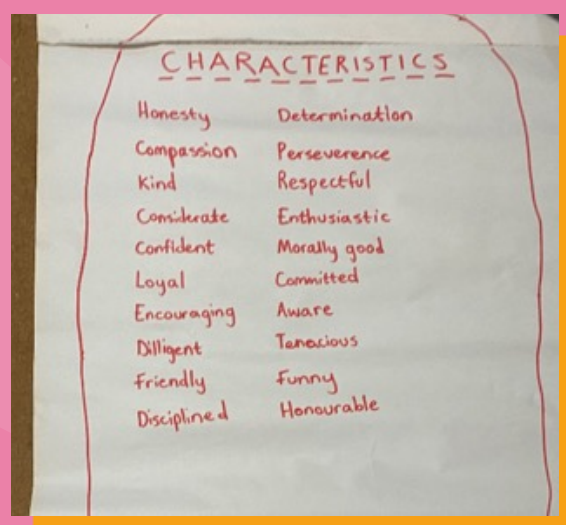 CHARACTERISTICS
Honesty Determination
Compassion Perseverence
Kind Respectful
Considerate Enthusiastic
Confident Morally good
Loyal Committed
Encouraging Aware
Dilligent Tenacious
Friendly Funny
Disciplined Honourable